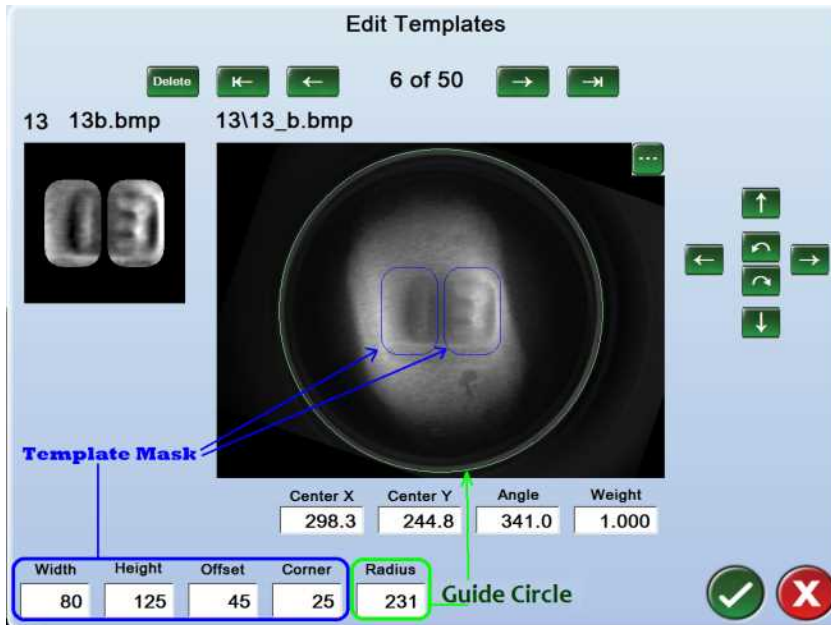 Edit Templates
Delete 6 of 50
13 13b.bmp 13\13_b.bmp
Template Mask
Center X Center Y Angle Weight
298.3 244.8 341.0 1.000
Width Height Offset Corner Radius
80 125 45 25 231 Guide Circle